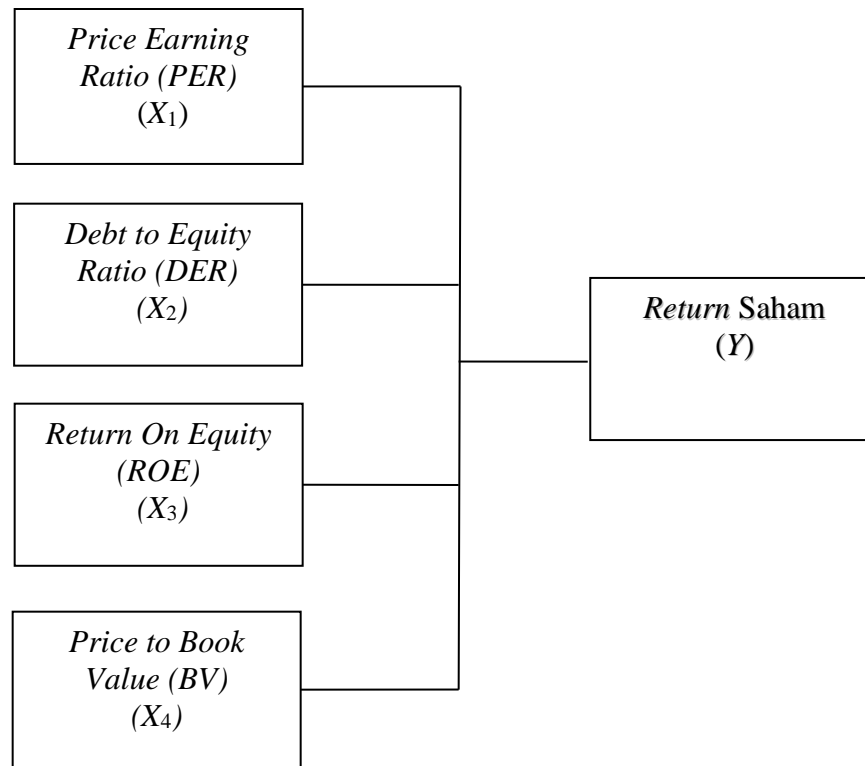 Price Earning
Ratio (PER)
(X₁)
Debt to Equity
Ratio (DER)
(X₂)
Return On Equity
(ROE)
(X₃)
Price to Book
Value (BV)
(X₄)
Return Saham
(Y)